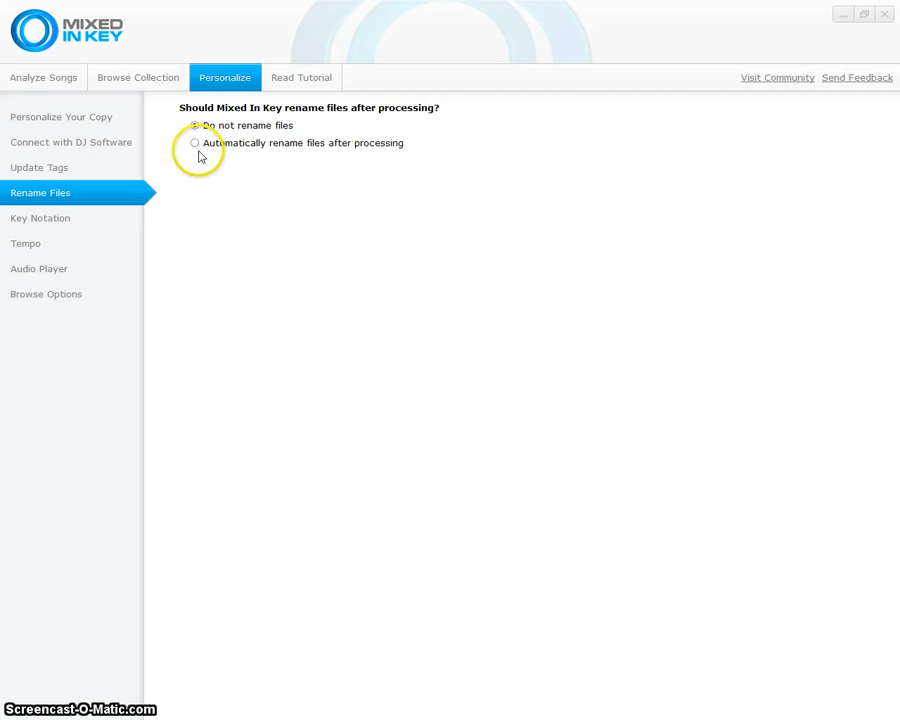 MIXED
IN KEY
Analyze Songs Browse Collection Personalize Read Tutorial Visit Community Send Feedback
Personalize Your Copy
Connect with DJ Software
Update Tags
Rename Files
Key Notation
Tempo
Audio Player
Browse Options
Should Mixed In Key rename files after processing?
Do not rename files
Automatically rename files after processing
Screencast-O-Matic.com